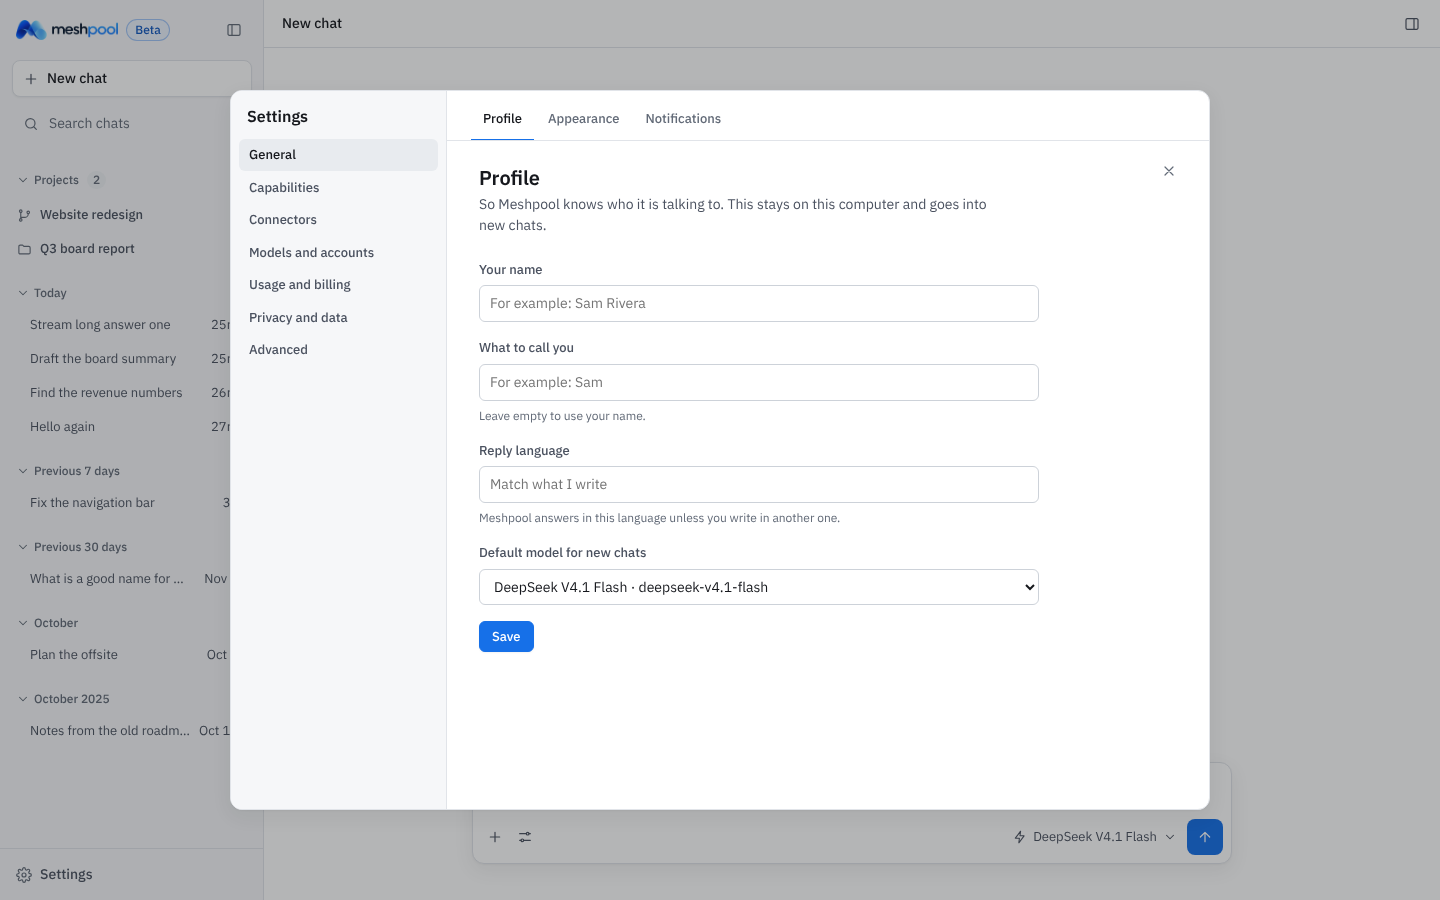 meshpool Beta
New chat
New chat
Search chats
Projects 2
Website redesign
Q3 board report
Today
Stream long answer one
Draft the board summary
Find the revenue numbers
Hello again
Previous 7 days
Fix the navigation bar
Previous 30 days
What is a good name for ... Nov
October
Plan the offsite Oct
October 2025
Notes from the old roadm... Oct
Settings
Settings
General
Capabilities
Connectors
Models and accounts
Usage and billing
Privacy and data
Advanced
Profile Appearance Notifications
Profile
So Meshpool knows who it is talking to. This stays on this computer and goes into
new chats.
Your name
For example: Sam Rivera
What to call you
For example: Sam
Leave empty to use your name.
Reply language
Match what I write
Meshpool answers in this language unless you write in another one.
Default model for new chats
DeepSeek V4.1 Flash · deepseek-v4.1-flash
Save
DeepSeek V4.1 Flash